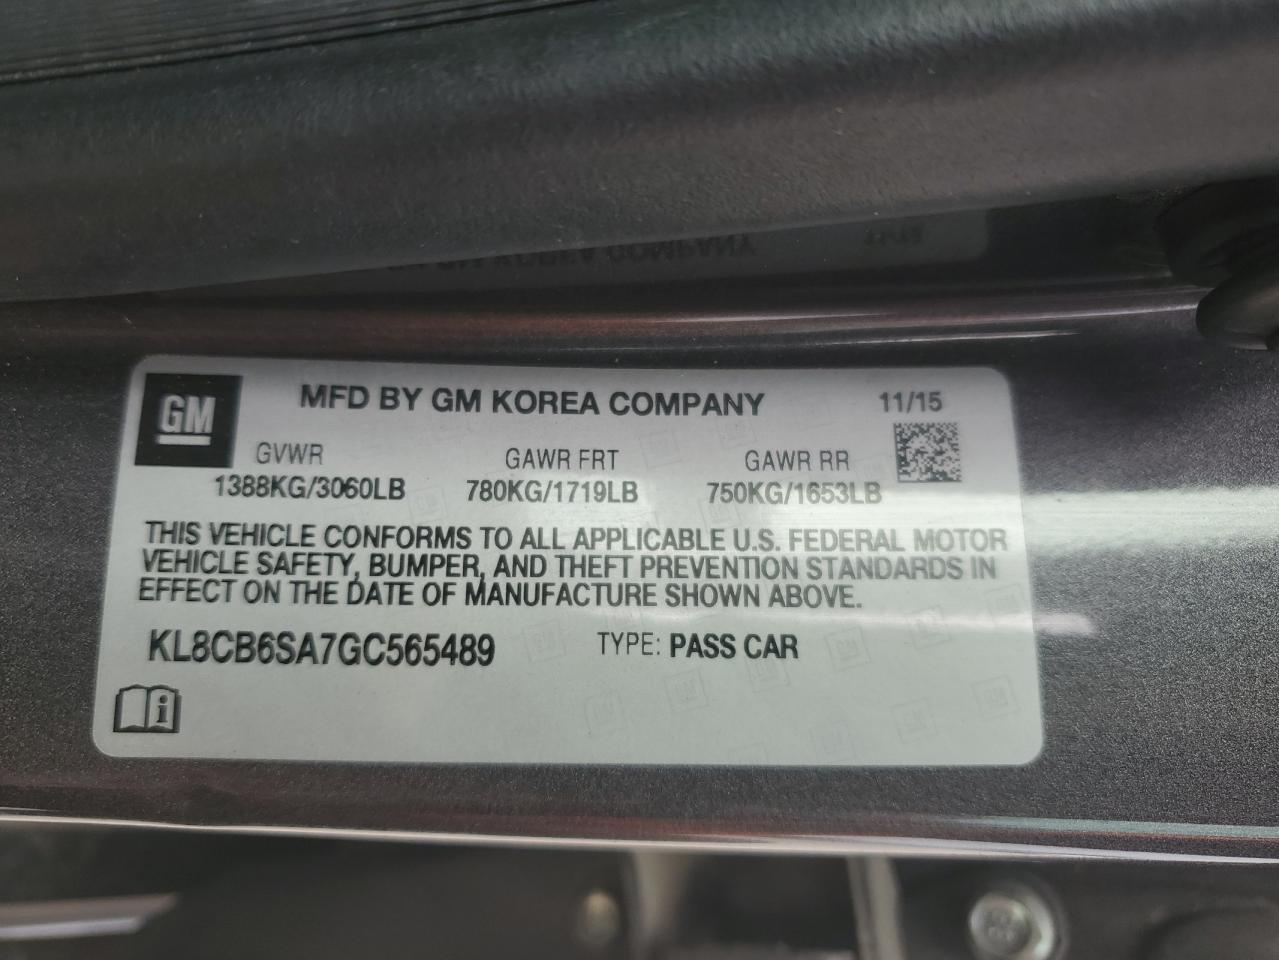 GM
MFD BY GM KOREA COMPANY 11/15
GVWR GAWR FRT GAWR RR
1388KG/3060LB 780KG/1719LB 750KG/1653LB
THIS VEHICLE CONFORMS TO ALL APPLICABLE U.S. FEDERAL MOTOR
VEHICLE SAFETY, BUMPER, AND THEFT PREVENTION STANDARDS IN
EFFECT ON THE DATE OF MANUFACTURE SHOWN ABOVE.
KL8CB6SA7GC565489 TYPE: PASS CAR